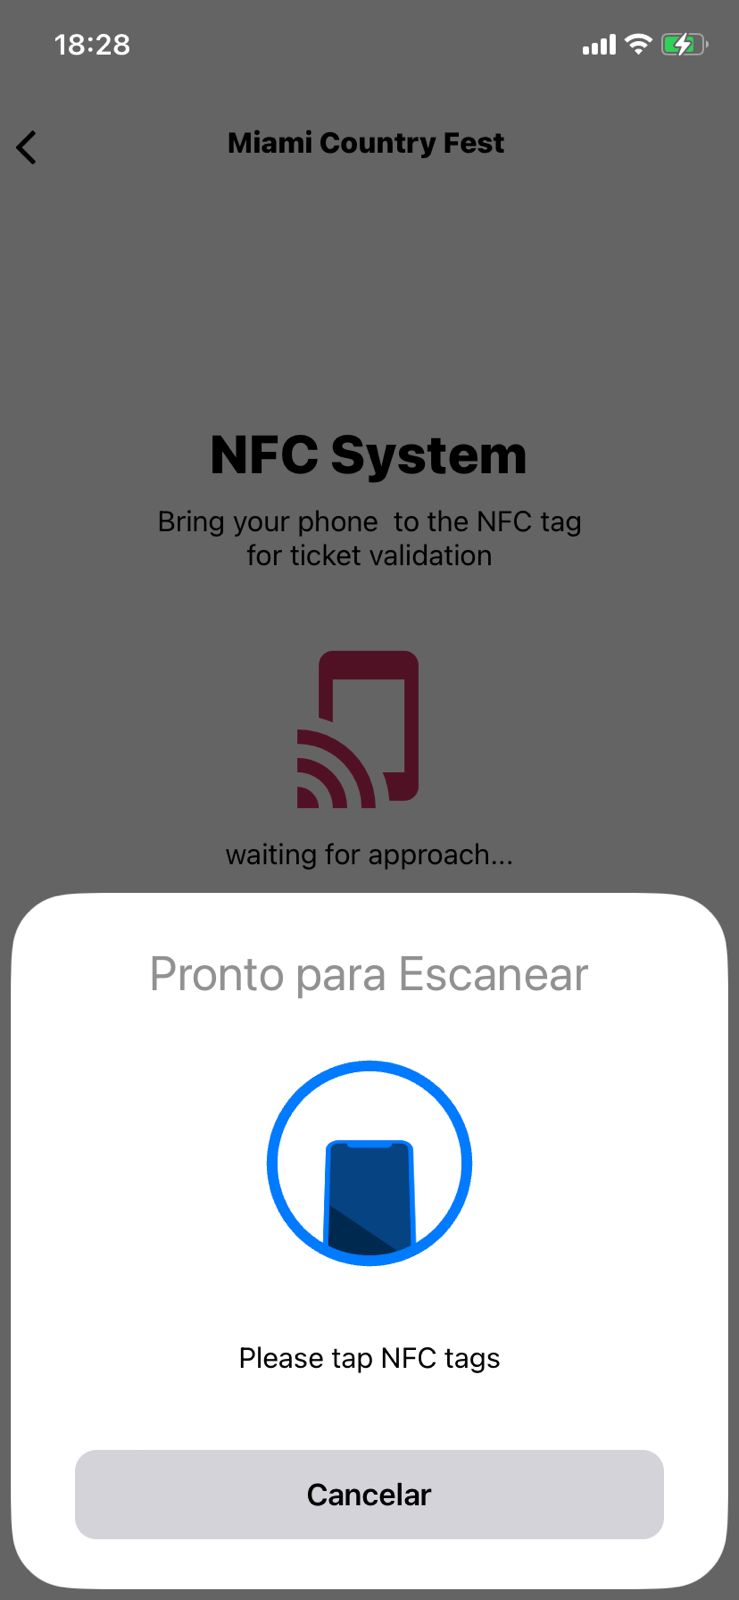 18:28
Miami Country Fest
NFC System
Bring your phone  to the NFC tag
for ticket validation
waiting for approach...
Pronto para Escanear
Please tap NFC tags
Cancelar